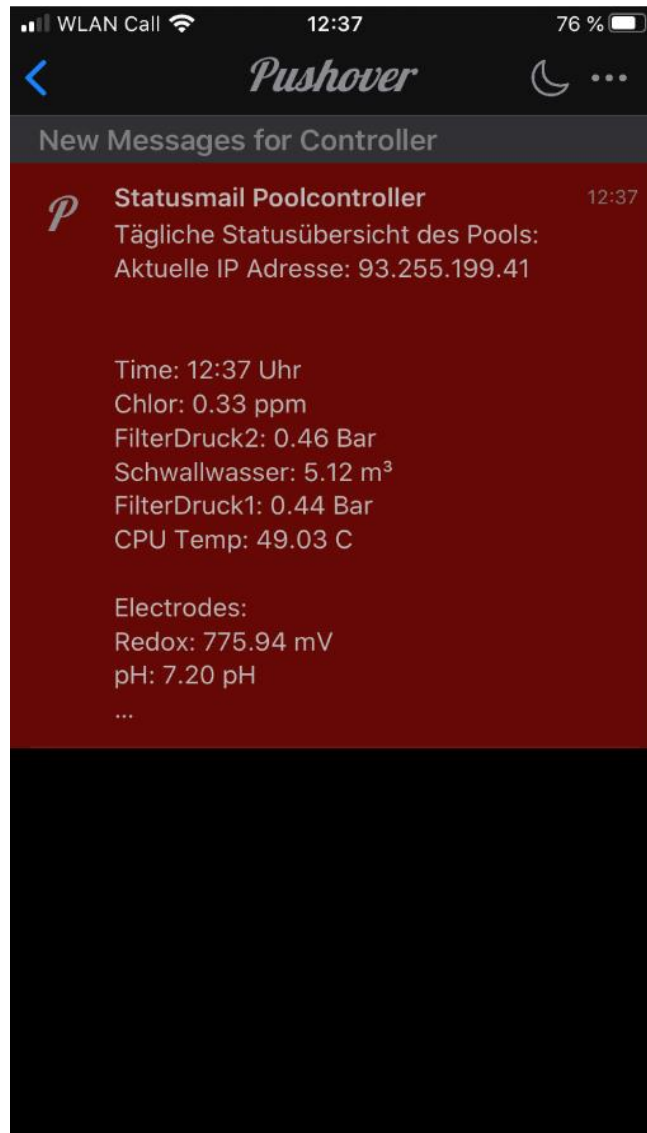 WLAN Call 12:37 76 %
Pushover
New Messages for Controller
P Statusmail Poolcontroller 12:37
Tägliche Statusübersicht des Pools:
Aktuelle IP Adresse: 93.255.199.41
Time: 12:37 Uhr
Chlor: 0.33 ppm
FilterDruck2: 0.46 Bar
Schwallwasser: 5.12 m³
FilterDruck1: 0.44 Bar
CPU Temp: 49.03 C
Electrodes:
Redox: 775.94 mV
pH: 7.20 pH
...